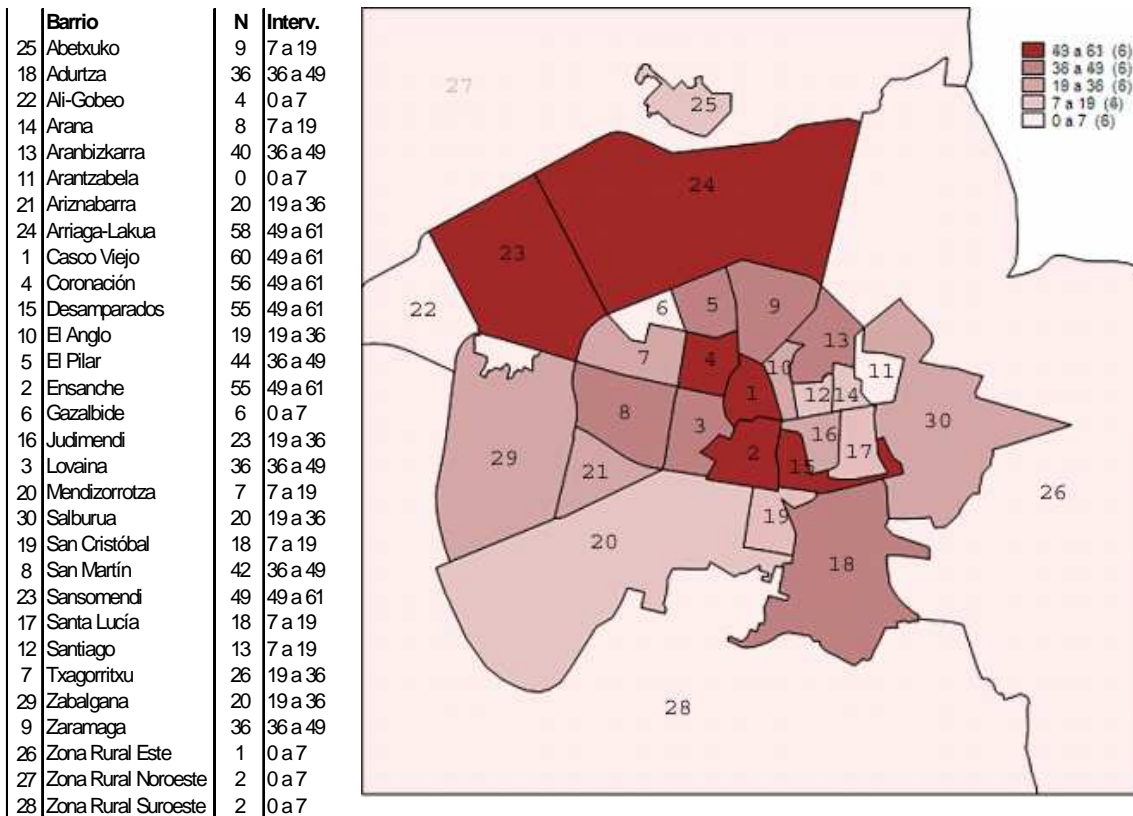 Barrio N Interv.
25 Abetxuko 9 7 a 19
18 Adurtza 36 36 a 49
22 Ali-Gobeo 4 0 a 7
14 Arana 8 7 a 19
13 Aranbizkarra 40 36 a 49
11 Arantzabela 0 0 a 7
21 Ariznabarra 20 19 a 36
24 Arriaga-Lakua 58 49 a 61
1 Casco Viejo 60 49 a 61
4 Coronación 56 49 a 61
15 Desamparados 55 49 a 61
10 El Anglo 19 19 a 36
5 El Pilar 44 36 a 49
2 Ensanche 55 49 a 61
6 Gazalbide 6 0 a 7
16 Judimendi 23 19 a 36
3 Lovaina 36 36 a 49
20 Mendizorrotza 7 7 a 19
30 Salburua 20 19 a 36
19 San Cristóbal 18 7 a 19
8 San Martín 42 36 a 49
23 Sansomendi 49 49 a 61
17 Santa Lucía 18 7 a 19
12 Santiago 13 7 a 19
7 Txagorritxu 26 19 a 36
29 Zabalgana 20 19 a 36
9 Zaramaga 36 36 a 49
26 Zona Rural Este 1 0 a 7
27 Zona Rural Noroeste 2 0 a 7
28 Zona Rural Suroeste 2 0 a 7
49 a 61 (6)
36 a 49 (6)
19 a 36 (6)
7 a 19 (6)
0 a 7 (6)
27
25
24
23
22
6
5
9
13
7
4
10
11
12
14
1
8
3
16
30
2
15
17
29
21
26
19
20
18
28